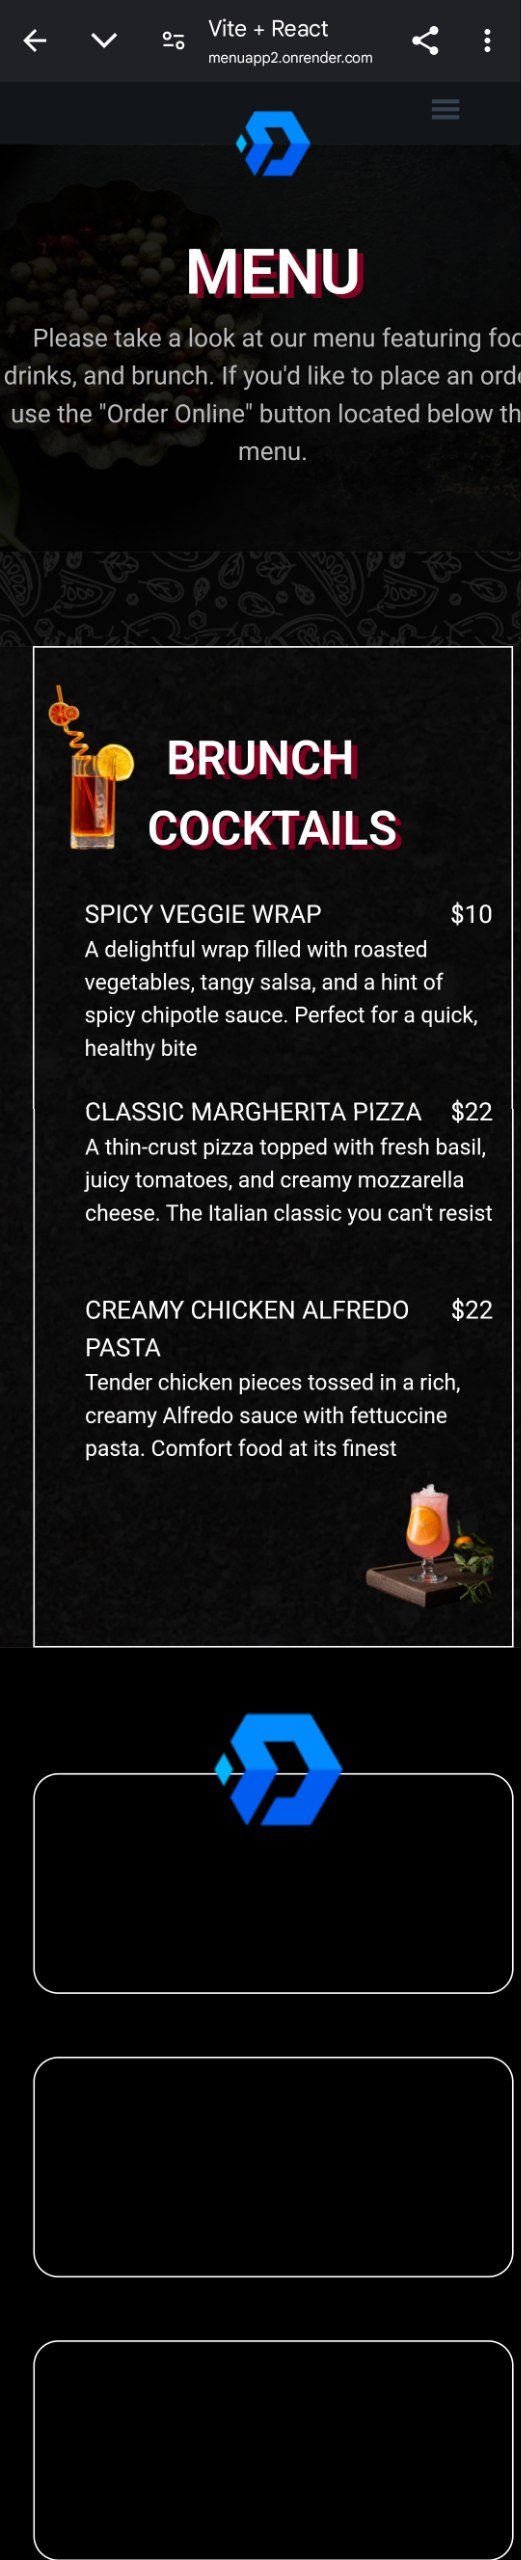 Vite + React
menuapp2.onrender.com
MENU
Please take a look at our menu featuring foo
drinks, and brunch. If you'd like to place an orde
use the "Order Online" button located below th
menu.
BRUNCH
COCKTAILS
SPICY VEGGIE WRAP $10
A delightful wrap filled with roasted
vegetables, tangy salsa, and a hint of
spicy chipotle sauce. Perfect for a quick,
healthy bite
CLASSIC MARGHERITA PIZZA $22
A thin-crust pizza topped with fresh basil,
juicy tomatoes, and creamy mozzarella
cheese. The Italian classic you can't resist
CREAMY CHICKEN ALFREDO $22
PASTA
Tender chicken pieces tossed in a rich,
creamy Alfredo sauce with fettuccine
pasta. Comfort food at its finest